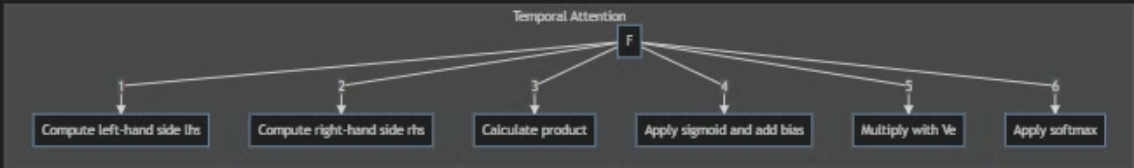 Temporal Attention
F
1 2 3 4 5 6
Compute left-hand side lhs
Compute right-hand side rhs
Calculate product
Apply sigmoid and add bias
Multiply with Ve
Apply softmax